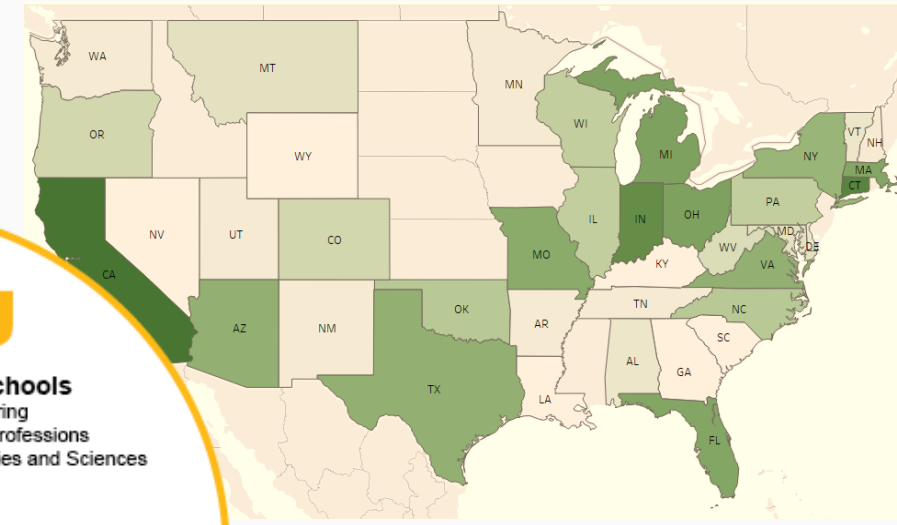 WA
MT
MN
OR
WI
VT
NH
NY
MI
MA
CT
WY
PA
NV
UT
CO
IL
IN
OH
MD
DE
WV
MO
VA
KY
CA
TN
NC
AZ
NM
OK
AR
SC
AL
GA
TX
LA
FL
chools
ring
rofessions
ies and Sciences